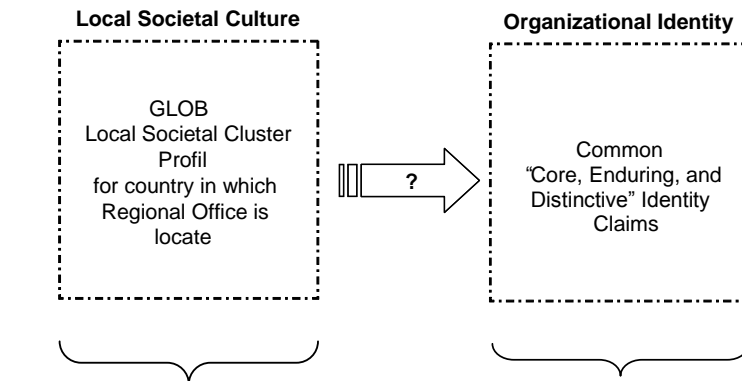 Local Societal Culture
Organizational Identity
GLOB
Local Societal Cluster
Profil
for country in which
Regional Office is
locate
?
Common
“Core, Enduring, and
Distinctive” Identity
Claims